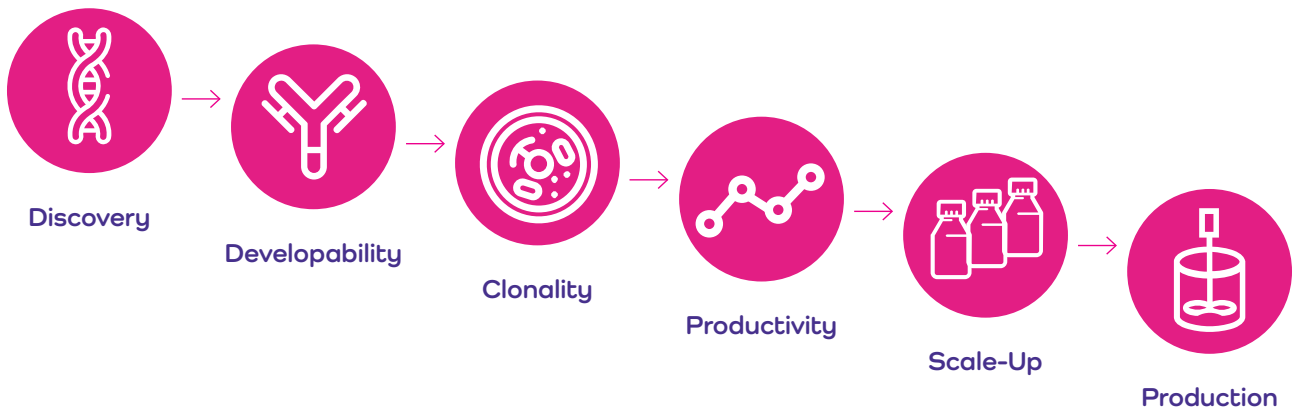 Discovery
Developability
Clonality
Productivity
Scale-Up
Production